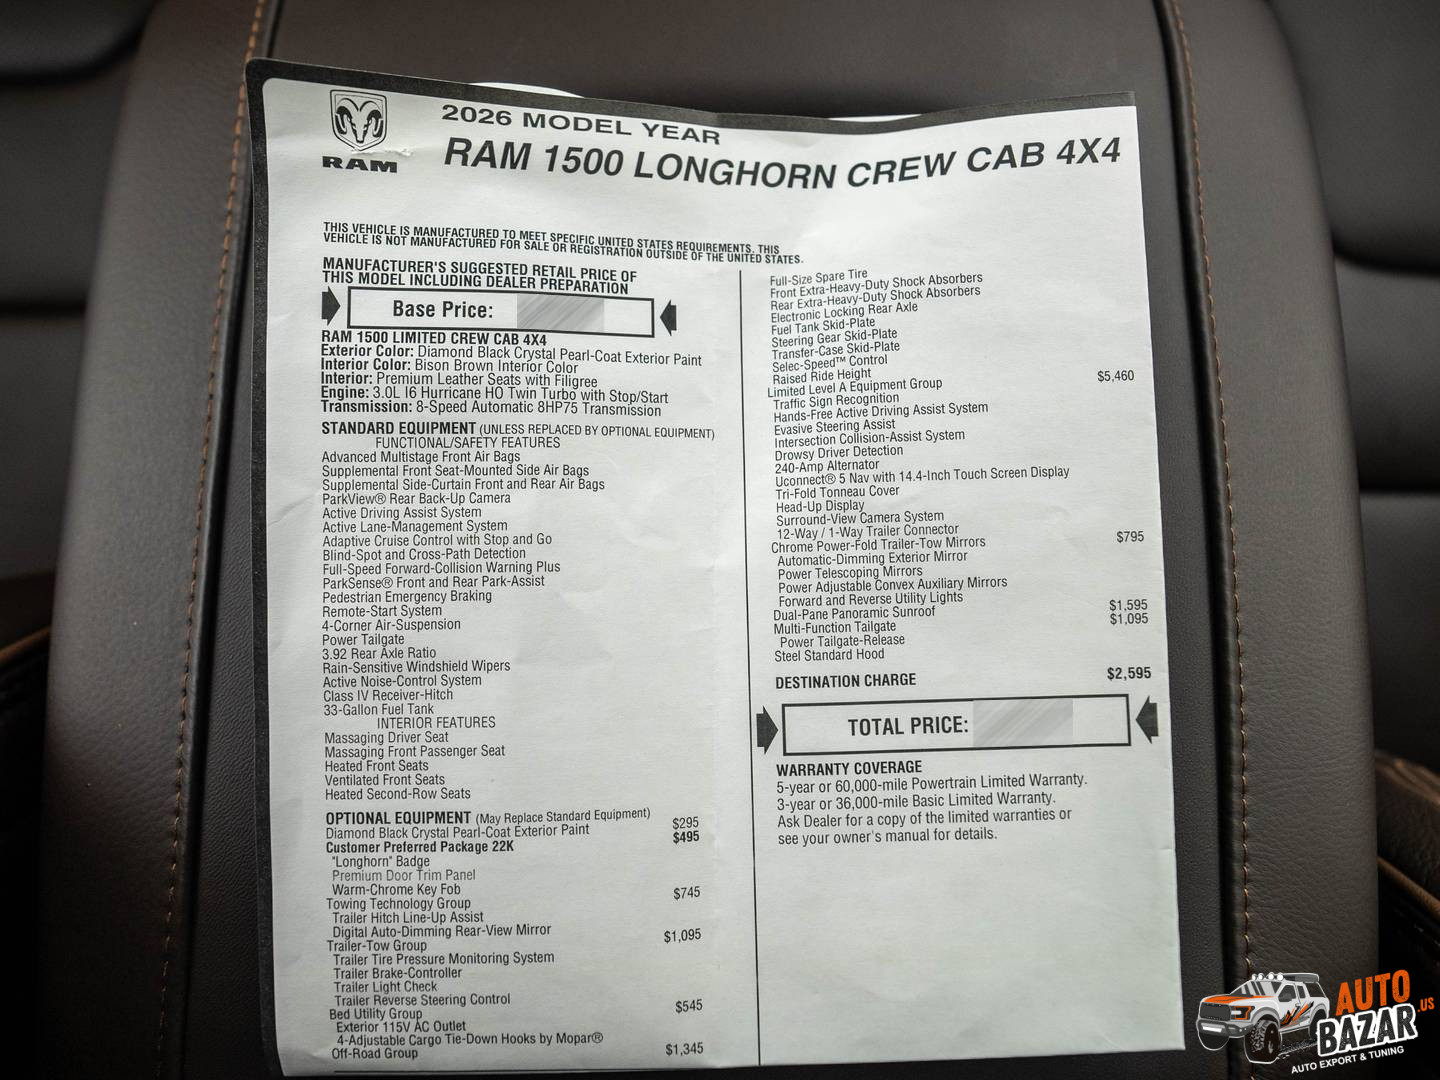 RAM
2026 MODEL YEAR
RAM 1500 LONGHORN CREW CAB 4X4
THIS VEHICLE IS MANUFACTURED TO MEET SPECIFIC UNITED STATES REQUIREMENTS. THIS
VEHICLE IS NOT MANUFACTURED FOR SALE OR REGISTRATION OUTSIDE OF THE UNITED STATES.
MANUFACTURER'S SUGGESTED RETAIL PRICE OF
THIS MODEL INCLUDING DEALER PREPARATION
Base Price:
RAM 1500 LIMITED CREW CAB 4X4
Exterior Color: Diamond Black Crystal Pearl-Coat Exterior Paint
Interior Color: Bison Brown Interior Color
Interior: Premium Leather Seats with Filigree
Engine: 3.0L I6 Hurricane HO Twin Turbo with Stop/Start
Transmission: 8-Speed Automatic 8HP75 Transmission
STANDARD EQUIPMENT (UNLESS REPLACED BY OPTIONAL EQUIPMENT)
FUNCTIONAL/SAFETY FEATURES
Advanced Multistage Front Air Bags
Supplemental Front Seat-Mounted Side Air Bags
Supplemental Side-Curtain Front and Rear Air Bags
ParkView® Rear Back-Up Camera
Active Driving Assist System
Active Lane-Management System
Adaptive Cruise Control with Stop and Go
Blind-Spot and Cross-Path Detection
Full-Speed Forward-Collision Warning Plus
ParkSense® Front and Rear Park-Assist
Pedestrian Emergency Braking
Remote-Start System
4-Corner Air-Suspension
Power Tailgate
3.92 Rear Axle Ratio
Rain-Sensitive Windshield Wipers
Active Noise-Control System
Class IV Receiver-Hitch
33-Gallon Fuel Tank
INTERIOR FEATURES
Massaging Driver Seat
Massaging Front Passenger Seat
Heated Front Seats
Ventilated Front Seats
Heated Second-Row Seats
OPTIONAL EQUIPMENT (May Replace Standard Equipment)
Diamond Black Crystal Pearl-Coat Exterior Paint $295
Customer Preferred Package 22K $495
"Longhorn" Badge
Premium Door Trim Panel
Warm-Chrome Key Fob
Towing Technology Group $745
Trailer Hitch Line-Up Assist
Digital Auto-Dimming Rear-View Mirror
Trailer-Tow Group $1,095
Trailer Tire Pressure Monitoring System
Trailer Brake-Controller
Trailer Light Check
Trailer Reverse Steering Control
Bed Utility Group $545
Exterior 115V AC Outlet
4-Adjustable Cargo Tie-Down Hooks by Mopar®
Off-Road Group $1,345
Full-Size Spare Tire
Front Extra-Heavy-Duty Shock Absorbers
Rear Extra-Heavy-Duty Shock Absorbers
Electronic Locking Rear Axle
Fuel Tank Skid-Plate
Steering Gear Skid-Plate
Transfer-Case Skid-Plate
Selec-Speed™ Control
Raised Ride Height
Limited Level A Equipment Group $5,460
Traffic Sign Recognition
Hands-Free Active Driving Assist System
Evasive Steering Assist
Intersection Collision-Assist System
Drowsy Driver Detection
240-Amp Alternator
Uconnect® 5 Nav with 14.4-Inch Touch Screen Display
Tri-Fold Tonneau Cover
Head-Up Display
Surround-View Camera System
12-Way / 1-Way Trailer Connector
Chrome Power-Fold Trailer-Tow Mirrors $795
Automatic-Dimming Exterior Mirror
Power Telescoping Mirrors
Power Adjustable Convex Auxiliary Mirrors
Forward and Reverse Utility Lights
Dual-Pane Panoramic Sunroof $1,595
Multi-Function Tailgate $1,095
Power Tailgate-Release
Steel Standard Hood
DESTINATION CHARGE $2,595
TOTAL PRICE:
WARRANTY COVERAGE
5-year or 60,000-mile Powertrain Limited Warranty.
3-year or 36,000-mile Basic Limited Warranty.
Ask Dealer for a copy of the limited warranties or
see your owner's manual for details.
AUTO
BAZAR.US
AUTO EXPORT & TUNING